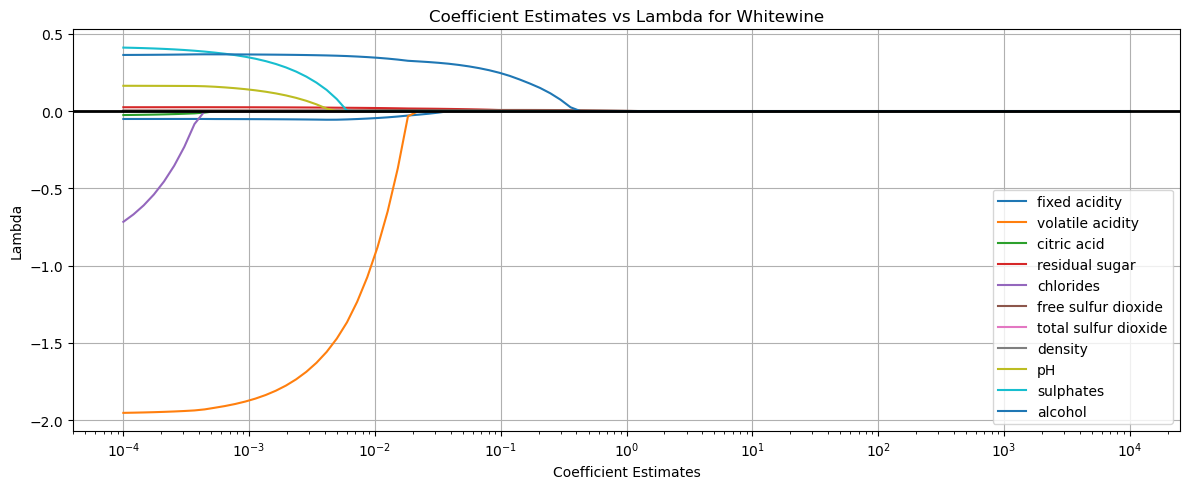 Coefficient Estimates vs Lambda for Whitewine
0.5
0.0
−0.5
−1.0
−1.5
−2.0
Lambda
fixed acidity
volatile acidity
citric acid
residual sugar
chlorides
free sulfur dioxide
total sulfur dioxide
density
pH
sulphates
alcohol
10⁻⁴ 10⁻³ 10⁻² 10⁻¹ 10⁰ 10¹ 10² 10³ 10⁴
Coefficient Estimates